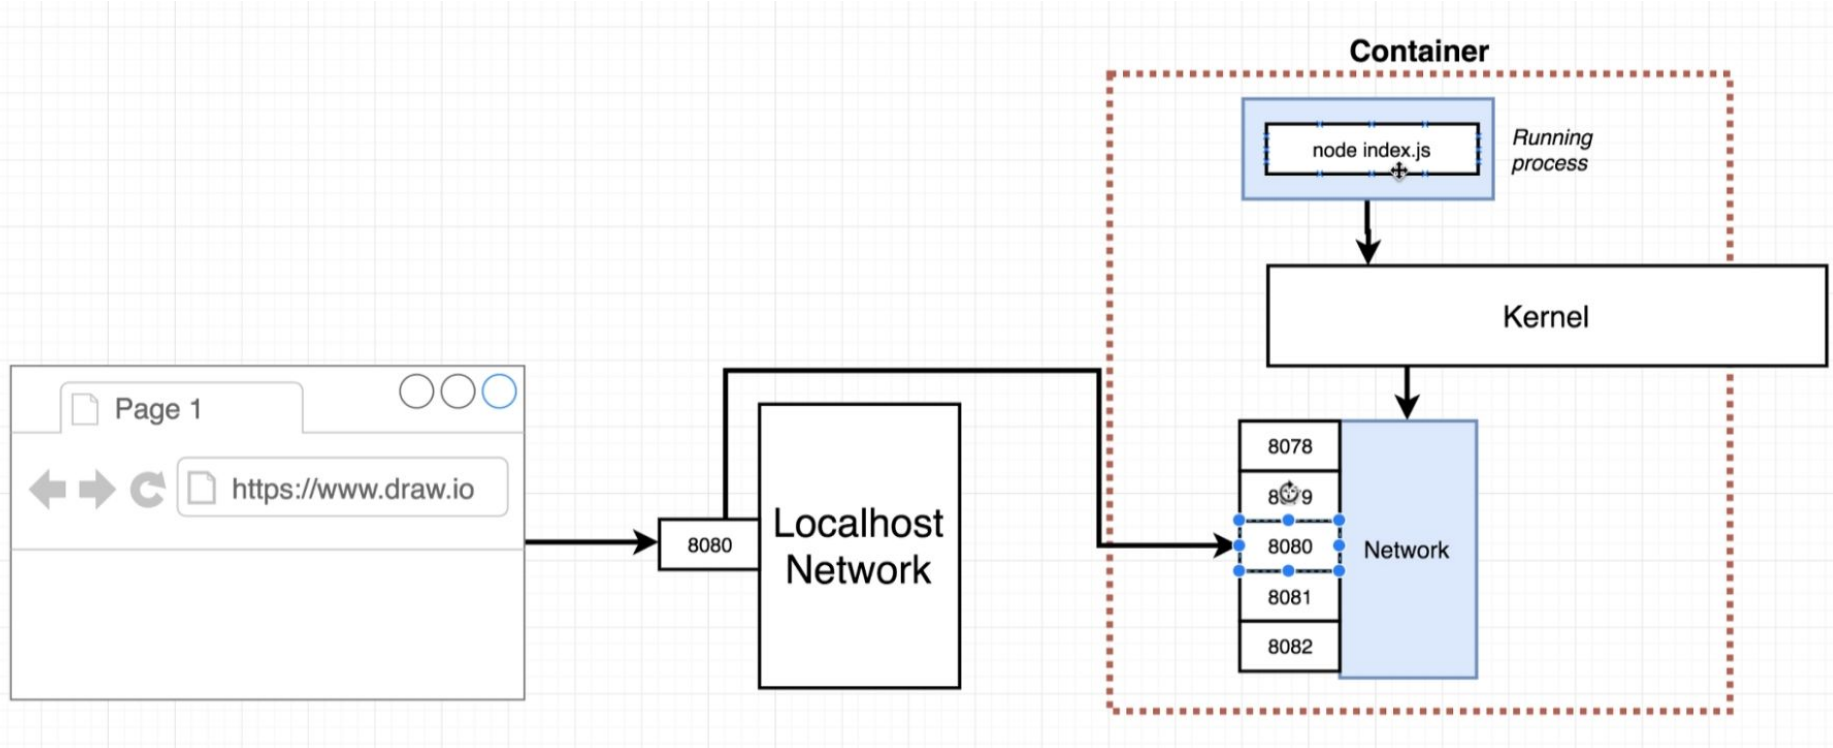 Container
node index.js
Running
process
Kernel
Page 1
https://www.draw.io
8080
Localhost
Network
8078
8080
8081
8082
Network